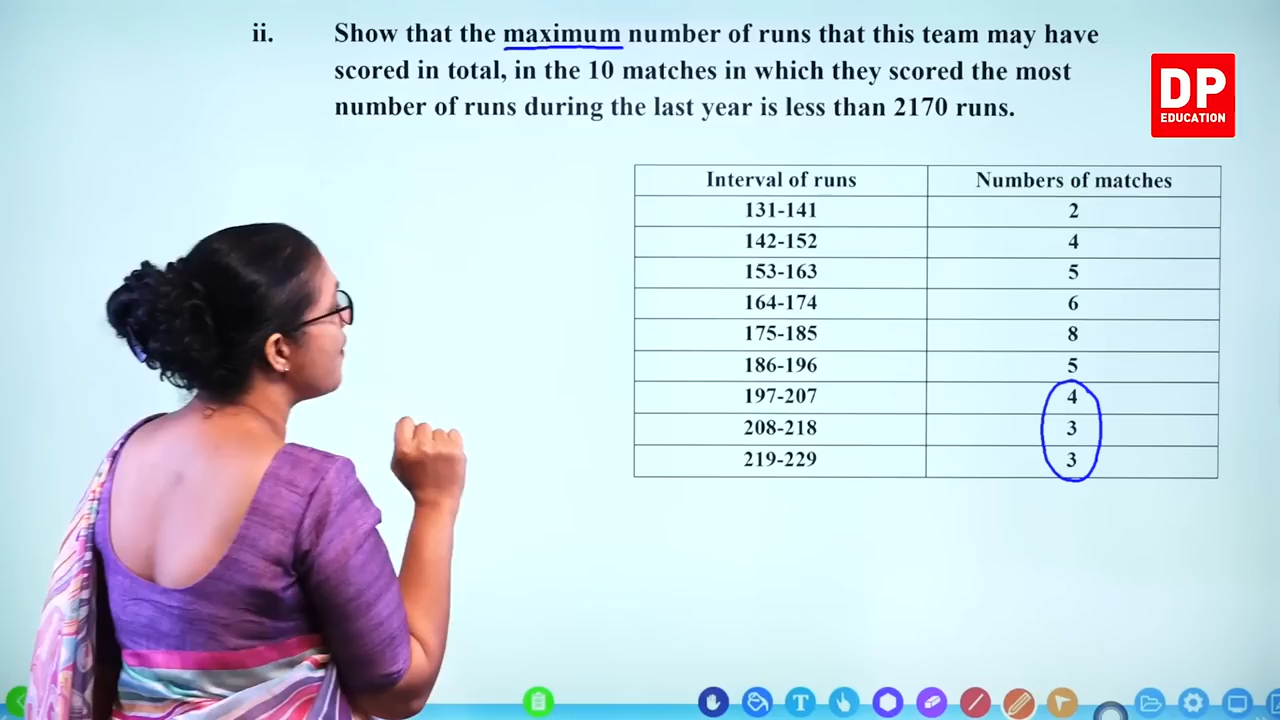 ii. Show that the maximum number of runs that this team may have
scored in total, in the 10 matches in which they scored the most
number of runs during the last year is less than 2170 runs.
DP
EDUCATION
Interval of runs Numbers of matches
131-141 2
142-152 4
153-163 5
164-174 6
175-185 8
186-196 5
197-207 4
208-218 3
219-229 3